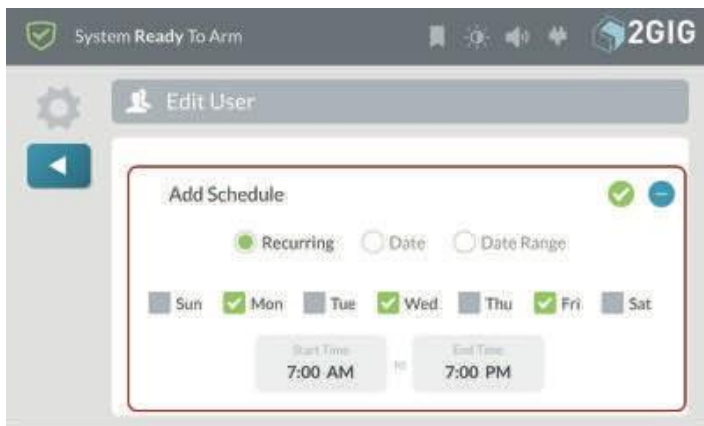 System Ready To Arm
2GIG
Edit User
Add Schedule
Recurring Date Date Range
Sun Mon Tue Wed Thu Fri Sat
Start Time End Time
to
7:00 AM 7:00 PM